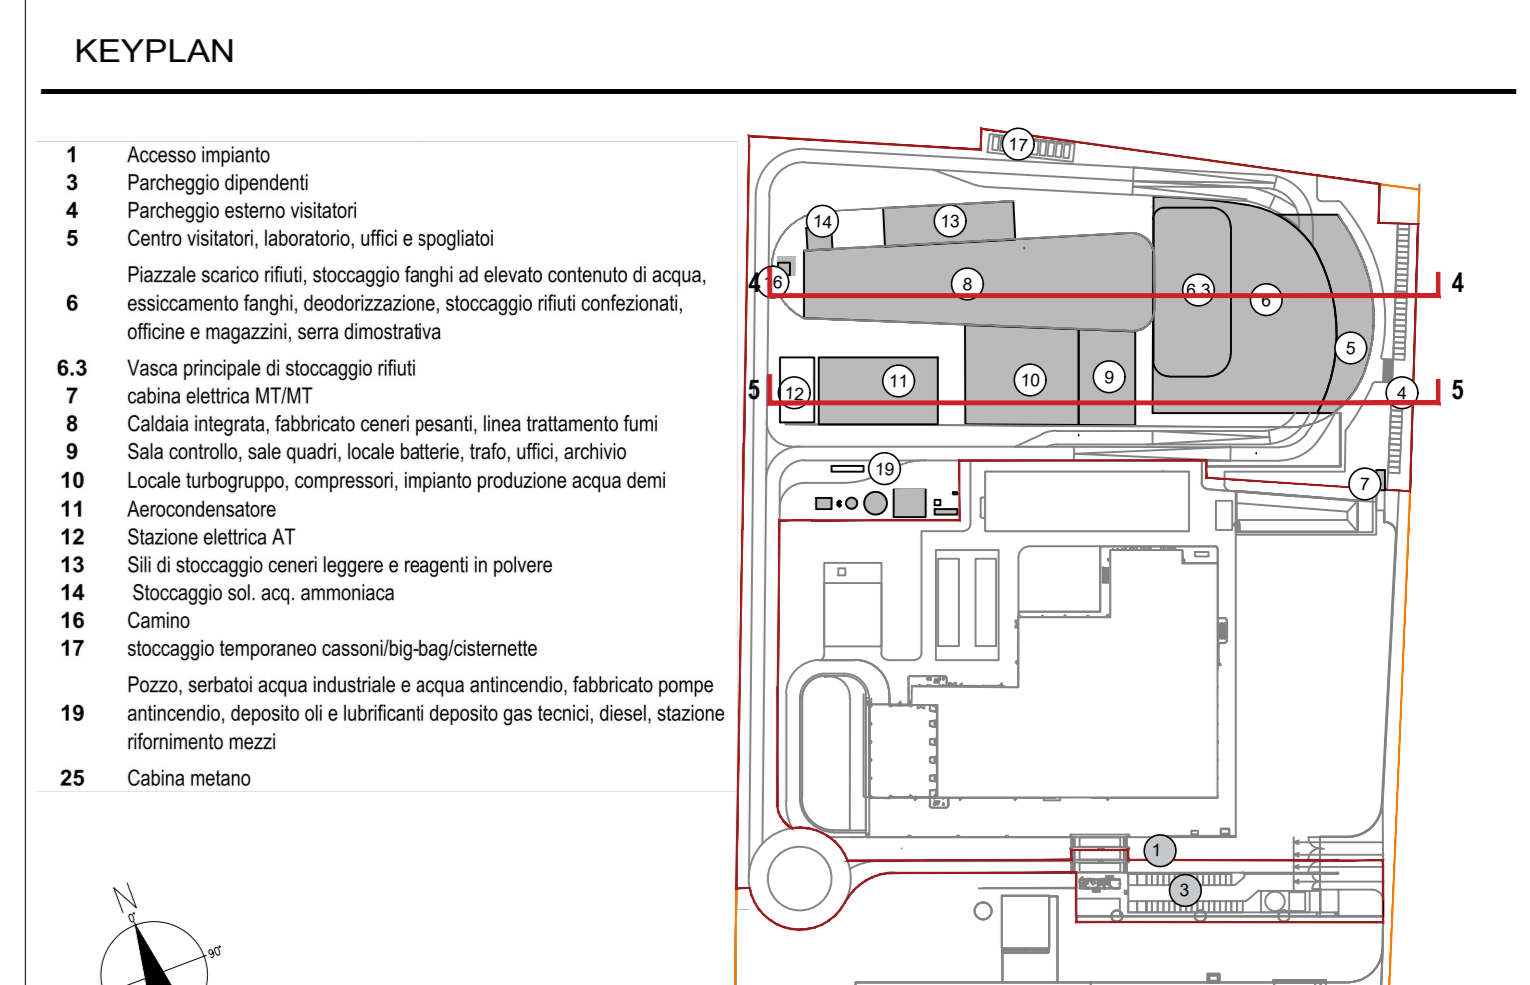 KEYPLAN
1 Accesso impianto
3 Parcheggio dipendenti
4 Parcheggio esterno visitatori
5 Centro visitatori, laboratorio, uffici e spogliatoi
Piazzale scarico rifiuti, stoccaggio fanghi ad elevato contenuto di acqua,
6 essiccamento fanghi, deodorizzazione, stoccaggio rifiuti confezionati,
officine e magazzini, serra dimostrativa
6.3 Vasca principale di stoccaggio rifiuti
7 cabina elettrica MT/MT
8 Caldaia integrata, fabbricato ceneri pesanti, linea trattamento fumi
9 Sala controllo, sale quadri, locale batterie, trafo, uffici, archivio
10 Locale turbogruppo, compressori, impianto produzione acqua demi
11 Aerocondensatore
12 Stazione elettrica AT
13 Sili di stoccaggio ceneri leggere e reagenti in polvere
14 Stoccaggio sol. acq. ammoniaca
16 Camino
17 stoccaggio temporaneo cassoni/big-bag/cisternette
Pozzo, serbatoi acqua industriale e acqua antincendio, fabbricato pompe
19 antincendio, deposito oli e lubrificanti deposito gas tecnici, diesel, stazione
rifornimento mezzi
25 Cabina metano
17
14
13
4
16
8
6.3
6
4
5
5
12
11
10
9
4
5
19
7
1
3
N
0°
90°